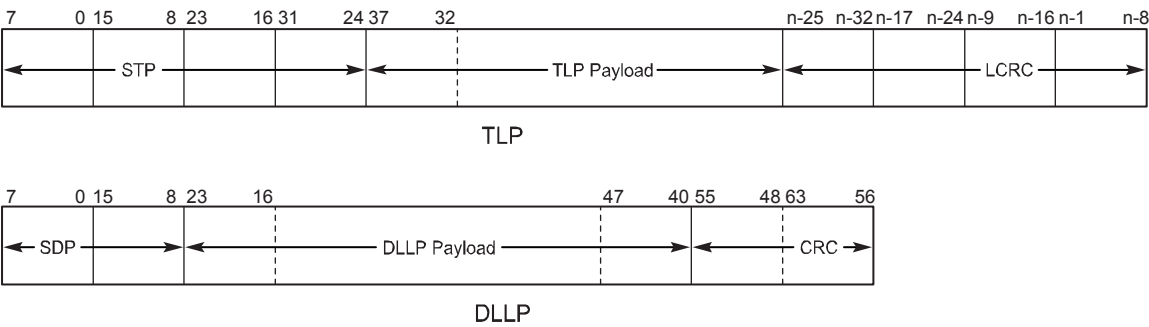 7 0 15 8 23 16 31 24 37 32 n-25 n-32 n-17 n-24 n-9 n-16 n-1 n-8
STP TLP Payload LCRC
TLP
7 0 15 8 23 16 47 40 55 48 63 56
SDP DLLP Payload CRC
DLLP